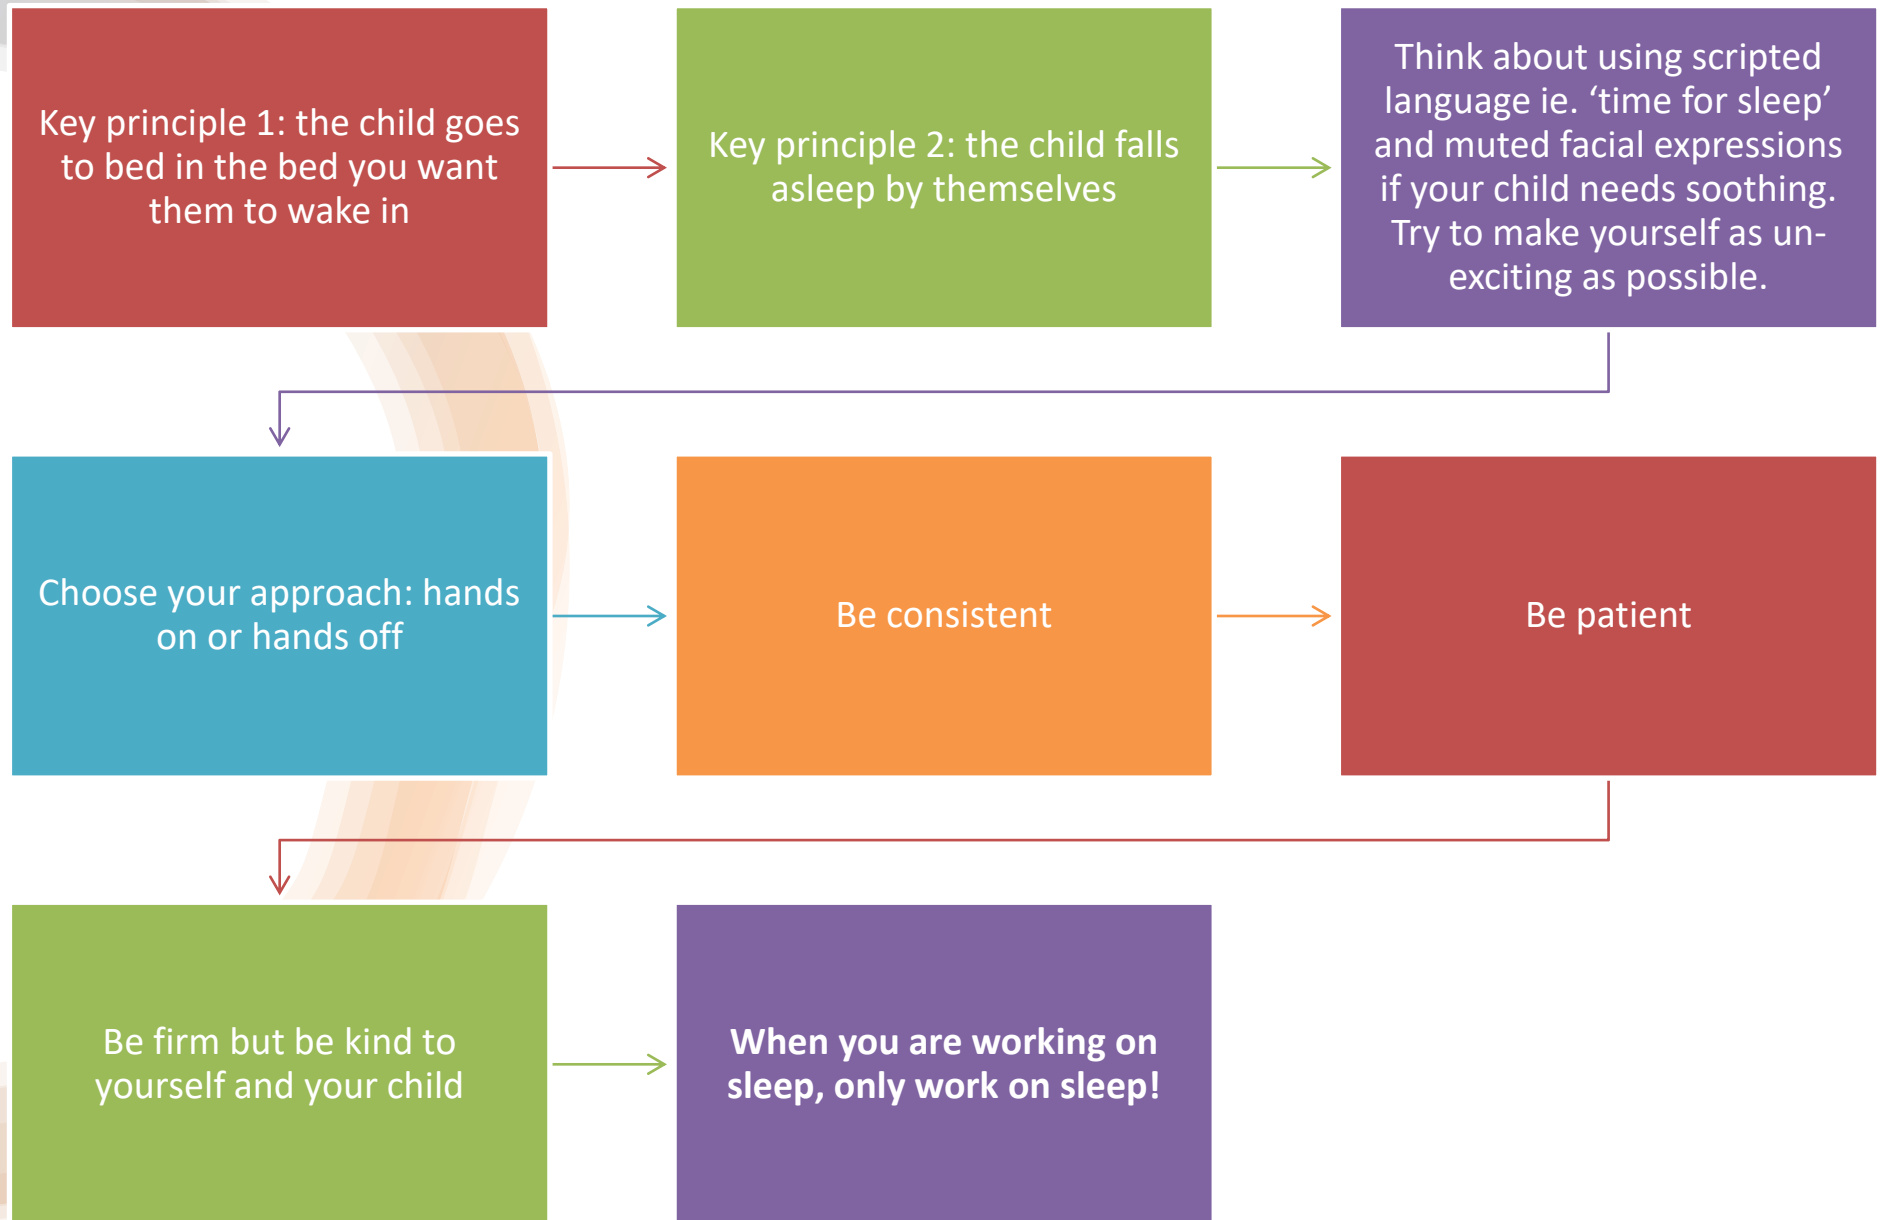 Key principle 1: the child goes
to bed in the bed you want
them to wake in
Key principle 2: the child falls
asleep by themselves
Think about using scripted
language ie. ‘time for sleep’
and muted facial expressions
if your child needs soothing.
Try to make yourself as un-
exciting as possible.
Choose your approach: hands
on or hands off
Be consistent
Be patient
Be firm but be kind to
yourself and your child
When you are working on
sleep, only work on sleep!